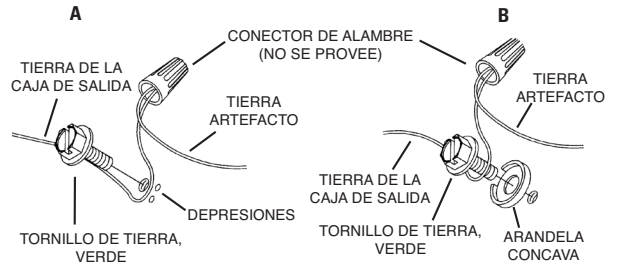 A
B
CONECTOR DE ALAMBRE
(NO SE PROVEE)
TIERRA DE LA
CAJA DE SALIDA
TIERRA
ARTEFACTO
DEPRESIONES
TORNILLO DE TIERRA,
VERDE
TIERRA
ARTEFACTO
TIERRA DE LA
CAJA DE SALIDA
TORNILLO DE TIERRA,
VERDE
ARANDELA
CONCAVA